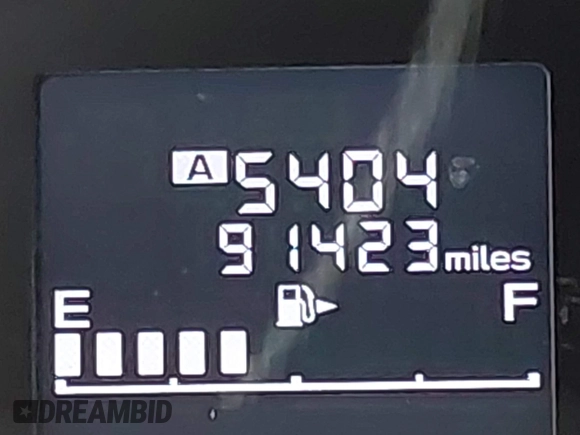 A 5404
91423 miles
E F
DREAMBID